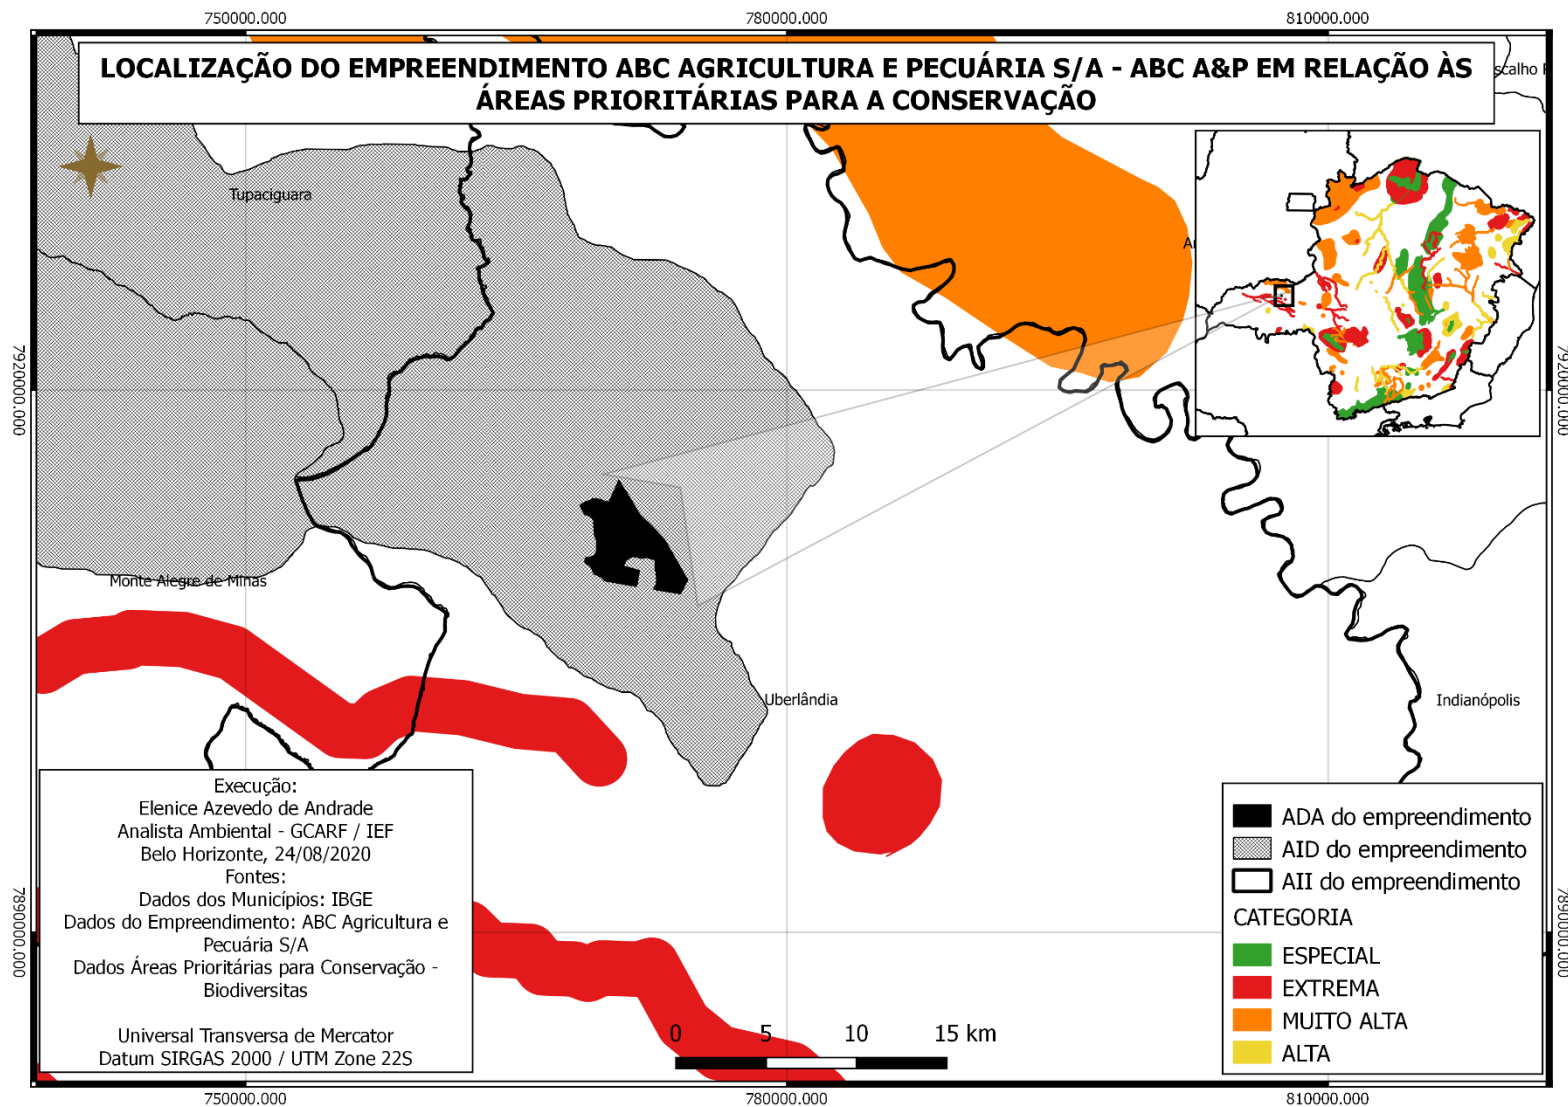 750000.000
780000.000
810000.000
LOCALIZAÇÃO DO EMPREENDIMENTO ABC AGRICULTURA E PECUÁRIA S/A - ABC A&P EM RELAÇÃO ÀS
ÁREAS PRIORITÁRIAS PARA A CONSERVAÇÃO
scalho
Tupaciguara
7920000.000
7920000.000
Monte Alegre de Minas
Uberlândia
Indianópolis
7890000.000
7890000.000
Execução:
Elenice Azevedo de Andrade
Analista Ambiental - GCARF / IEF
Belo Horizonte, 24/08/2020
Fontes:
Dados dos Municípios: IBGE
Dados do Empreendimento: ABC Agricultura e
Pecuária S/A
Dados Áreas Prioritárias para Conservação -
Biodiversitas
Universal Transversa de Mercator
Datum SIRGAS 2000 / UTM Zone 22S
0 5 10 15 km
ADA do empreendimento
AID do empreendimento
AII do empreendimento
CATEGORIA
ESPECIAL
EXTREMA
MUITO ALTA
ALTA
750000.000
780000.000
810000.000